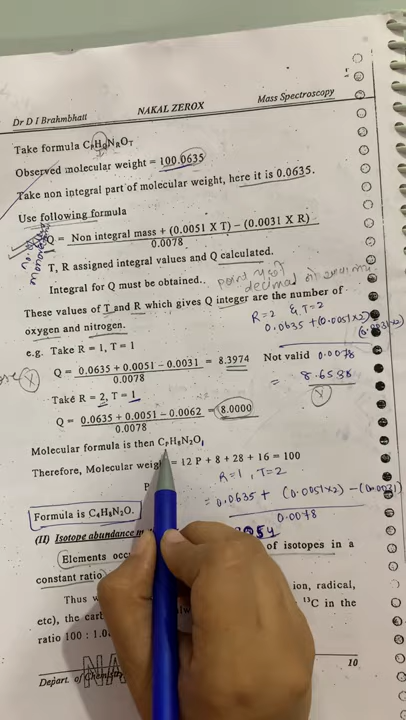 Dr D I Brahmbhatt NAKAL ZEROX Mass Spectroscopy
Take formula CPHQNROT
Observed molecular weight = 100.0635
Take non integral part of molecular weight, here it is 0.0635.
Use following formula
Q = Non integral mass + (0.0051 X T) – (0.0031 X R)
0.0078
T, R assigned integral values and Q calculated.
Integral for Q must be obtained..
decimal
These values of T and R which gives Q integer are the number of
oxygen and nitrogen.
R=2 & T=2
0.0635 + (0.0051×2) – (0.0031×2)
0.0078
e.g. Take R = 1, T = 1
Q = 0.0635 + 0.0051 – 0.0031 = 8.3974 Not valid
0.0078
= 8.6538
X
Take R = 2, T = 1
Q = 0.0635 + 0.0051 – 0.0062 = 8.0000
0.0078
Molecular formula is then CPH8N2O1
Therefore, Molecular weight = 12 P + 8 + 28 + 16 = 100
P
R=1, T=2
= 0.0635 + (0.0051×2) – (0.0031)
0.0078
Formula is C4H8N2O.
(II) Isotope abundance
Elements of isotopes in a
constant ratio
Thus ion, radical,
etc), the 13C in the
ratio 100 :
Depart. of Chemistry 10